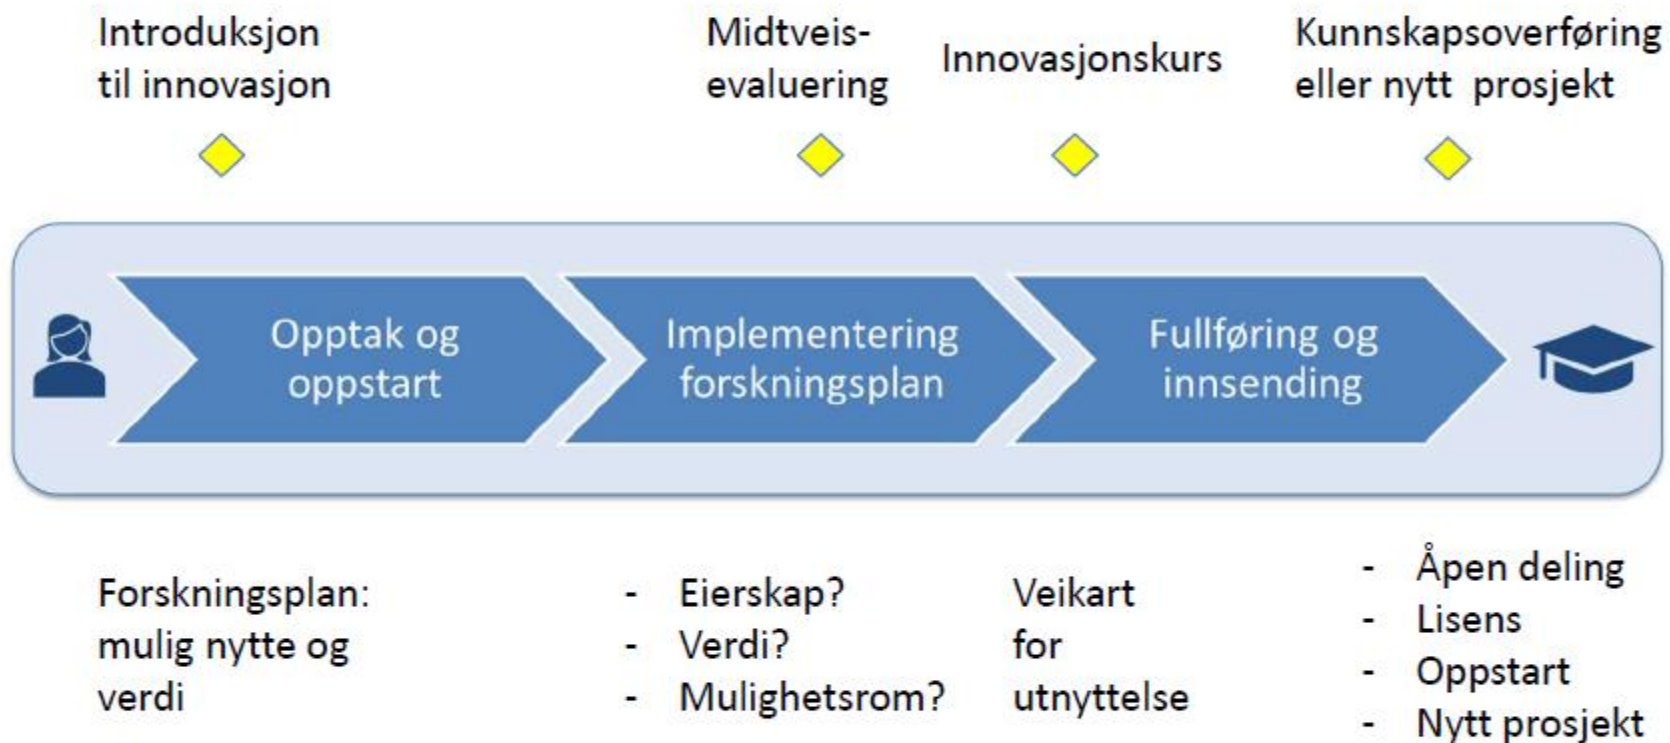 Introduksjon
til innovasjon
Midtveis-
evaluering
Innovasjonskurs
Kunnskapsoverføring
eller nytt prosjekt
Opptak og
oppstart
Implementering
forskningsplan
Fullføring og
innsending
Forskningsplan:
mulig nytte og
verdi
- Eierskap?
- Verdi?
- Mulighetsrom?
Veikart
for
utnyttelse
- Åpen deling
- Lisens
- Oppstart
- Nytt prosjekt